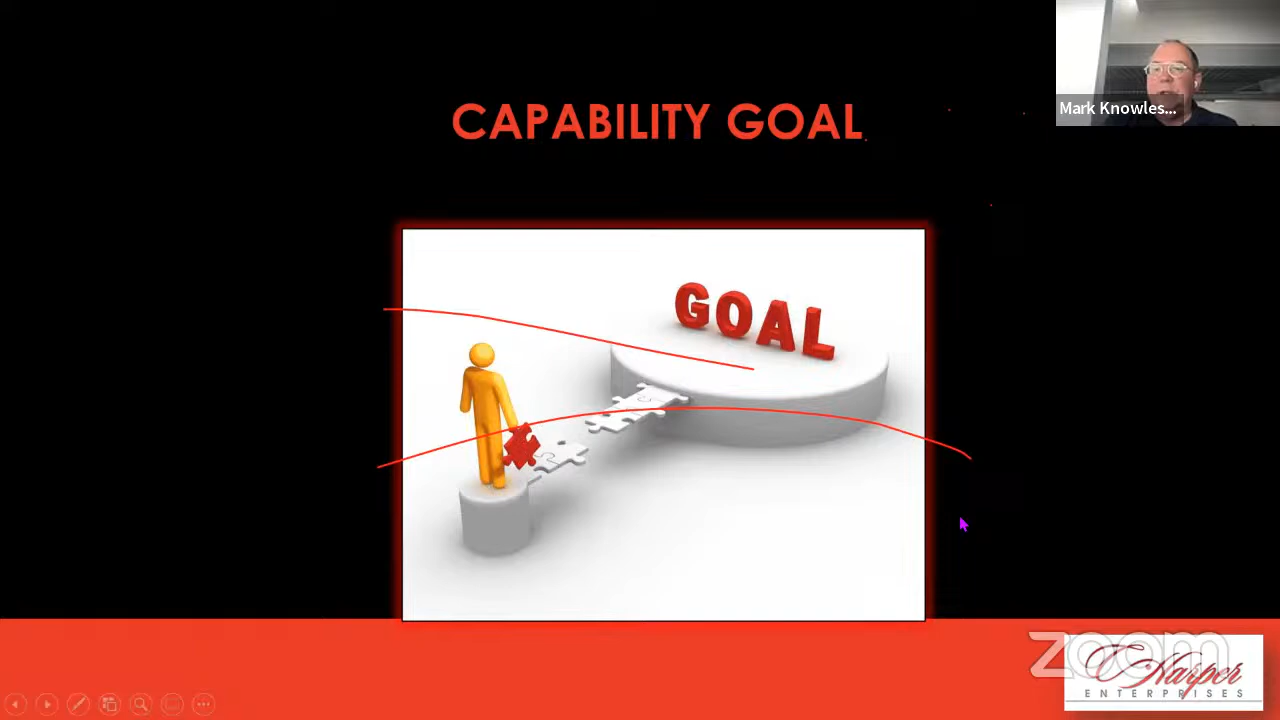 CAPABILITY GOAL
Mark Knowles...
GOAL
zoom
Harper
ENTERPRISES